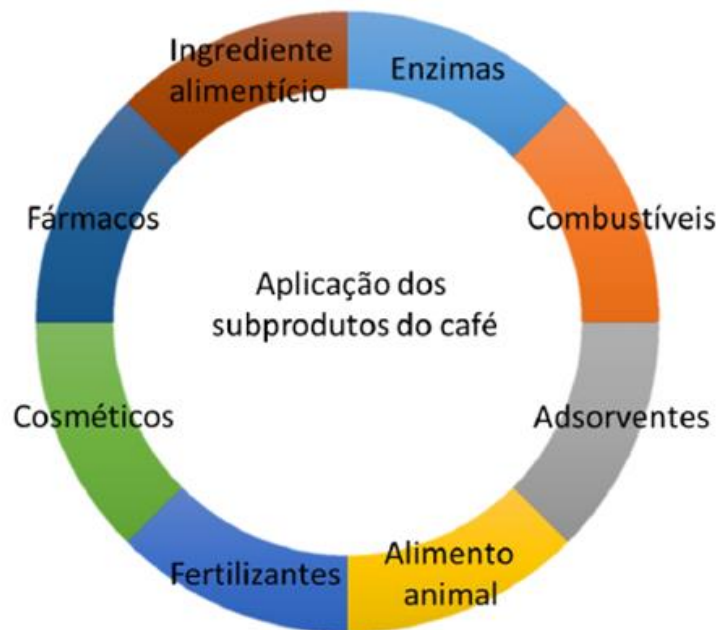 Ingrediente
alimentício
Enzimas
Combustíveis
Adsorventes
Alimento
animal
Fertilizantes
Cosméticos
Fármacos
Aplicação dos
subprodutos do café